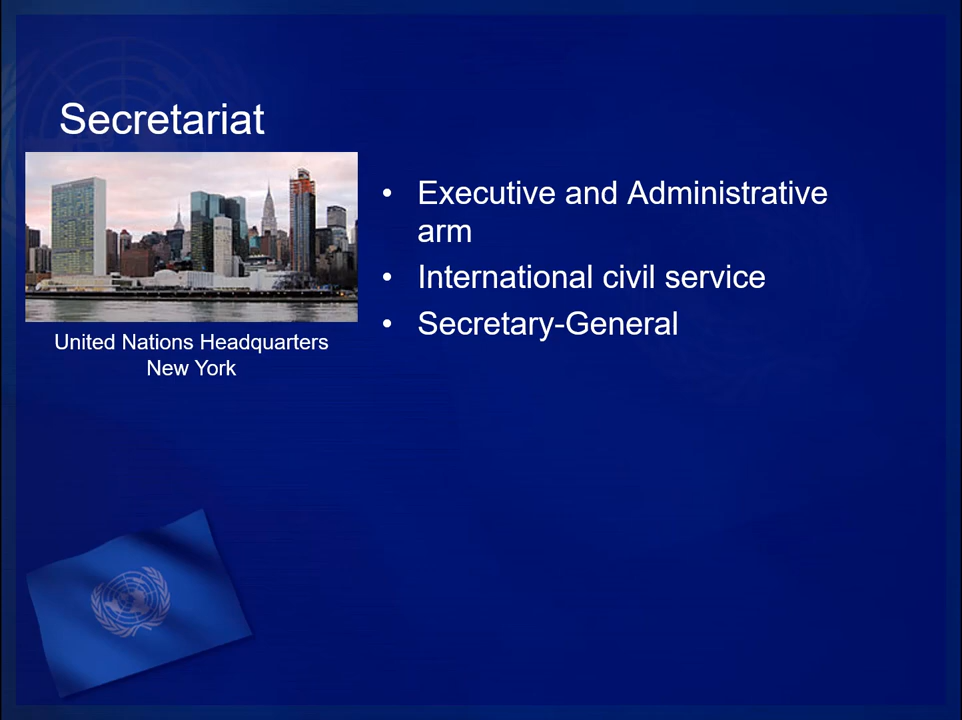 Secretariat
United Nations Headquarters
New York
• Executive and Administrative
arm
• International civil service
• Secretary-General